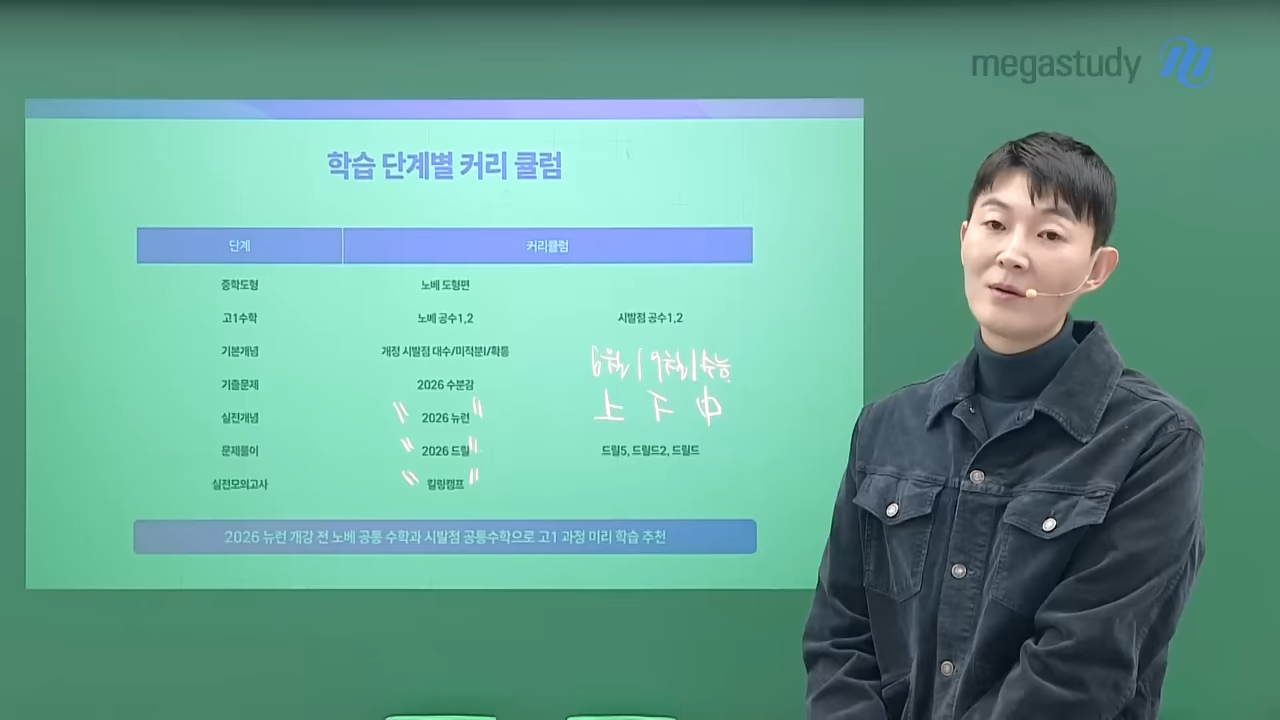 megastudy
학습 단계별 커리 쿨럼
단계 커리큘럼
중학도형 노베 도형편
고1수학 노베 공수1,2 시발점 공수1,2
기본개념 개정 시발점 대수/미적분I/확통
6월 | 9월 | 수능
기출문제 2026 수분감
上 下 中
실전개념 " 2026 뉴런 "
문제풀이 " 2026 드릴 " 드릴5, 드릴드2, 드릴드
실전모의고사 " 킬링캠프 "
2026 뉴런 개강 전 노베 공통 수학과 시발점 공통수학으로 고1 과정 미리 학습 추천